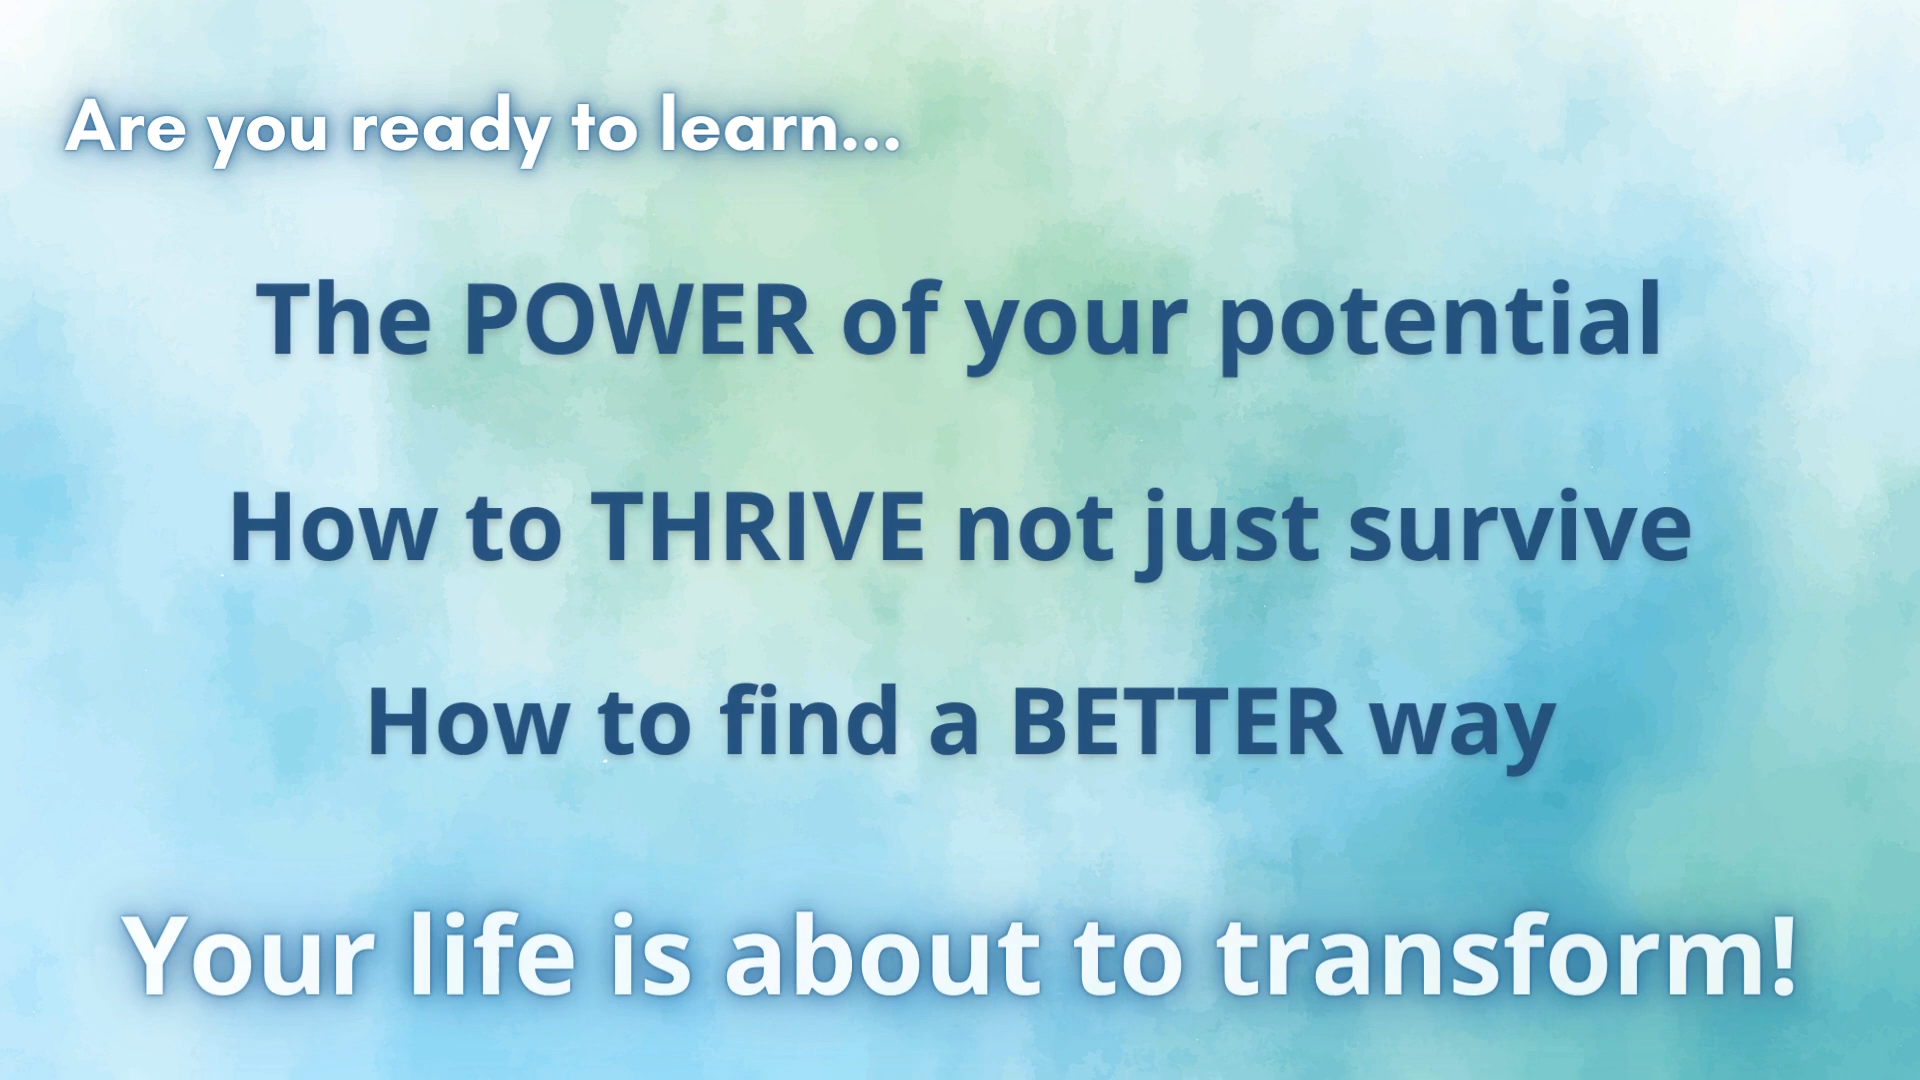 Are you ready to learn...
The POWER of your potential
How to THRIVE not just survive
How to find a BETTER way
Your life is about to transform!